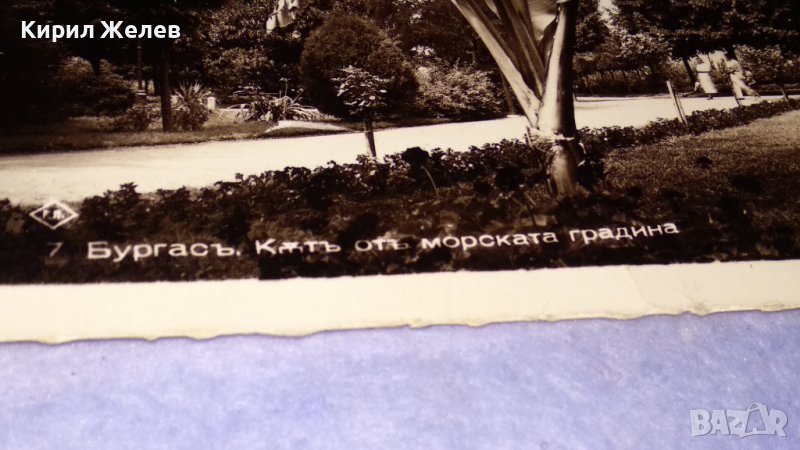 Кирил Желев
Г.П.
7 Бургасъ. Кѫтъ отъ морската градина
BAZAR